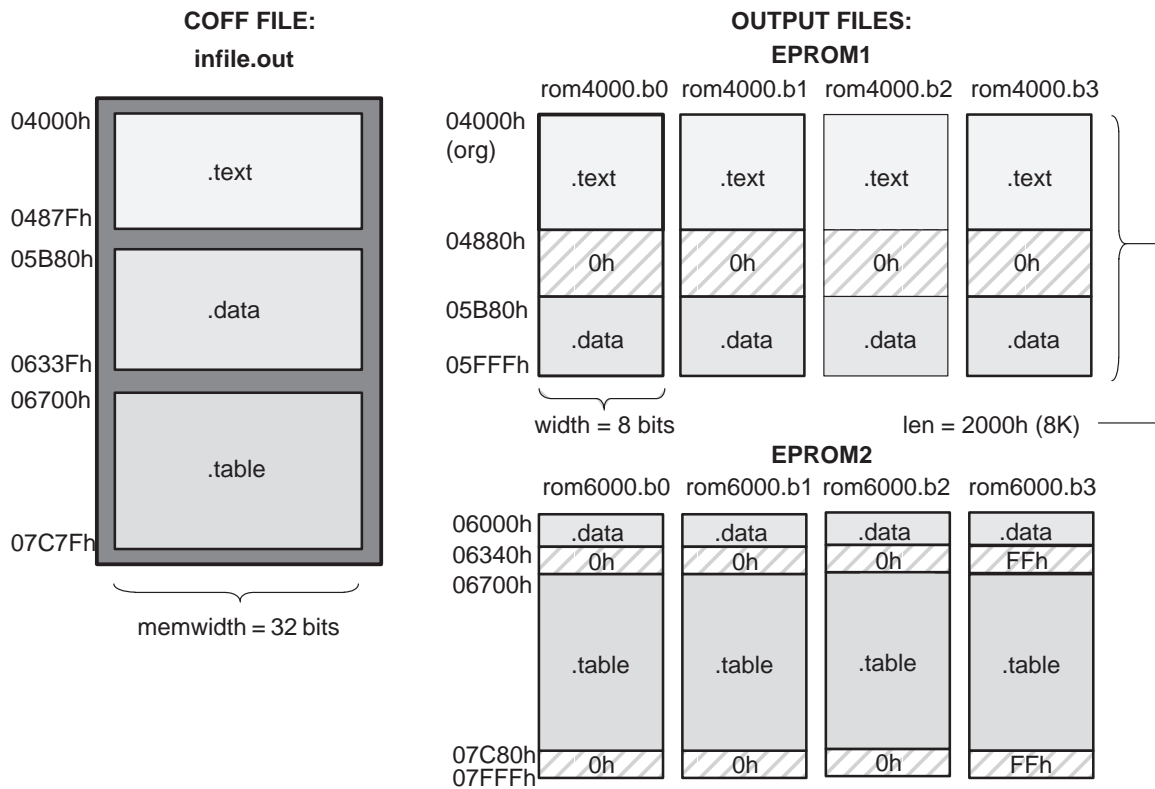 COFF FILE:
infile.out
04000h
.text
0487Fh
05B80h
.data
0633Fh
06700h
.table
07C7Fh
memwidth = 32 bits
OUTPUT FILES:
EPROM1
rom4000.b0 rom4000.b1 rom4000.b2 rom4000.b3
04000h
(org)
.text .text .text .text
04880h
0h 0h 0h 0h
05B80h
.data .data .data .data
05FFFh
width = 8 bits
len = 2000h (8K)
EPROM2
rom6000.b0 rom6000.b1 rom6000.b2 rom6000.b3
06000h
.data .data .data .data
06340h
0h 0h 0h FFh
06700h
.table .table .table .table
07C80h
0h 0h 0h FFh
07FFFh